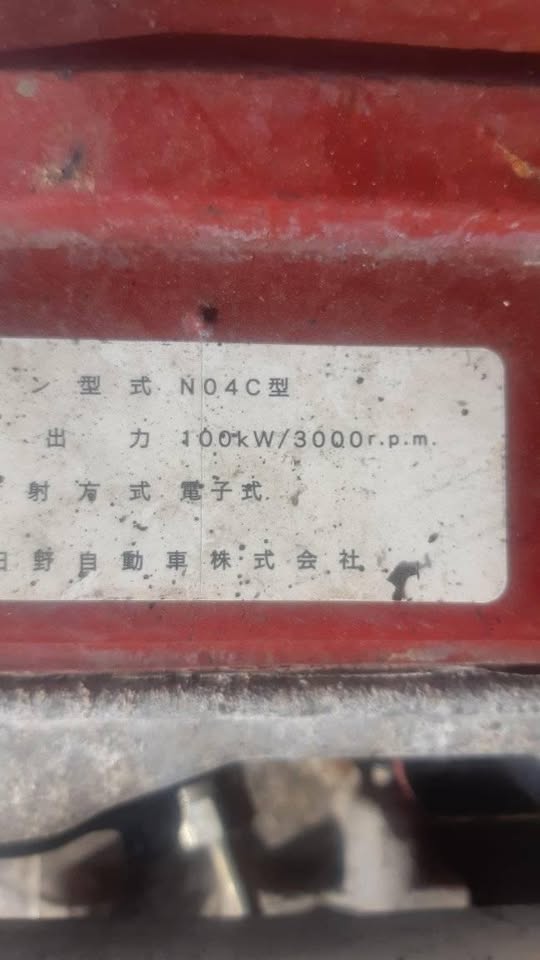 ン型式 N04C型
出力 100kW/3000r.p.m.
射方式 電子式
日野自動車株式会社